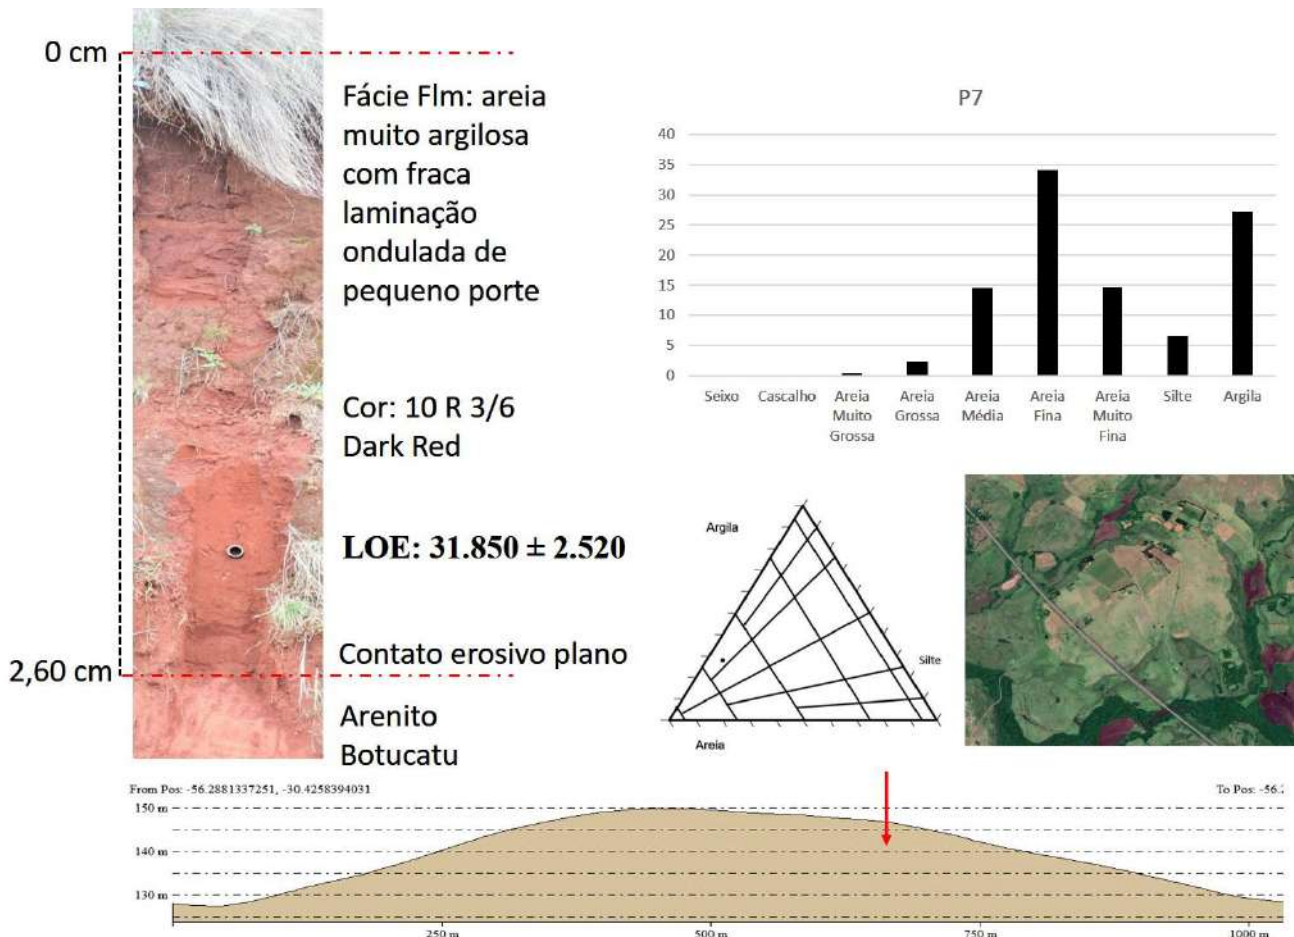 0 cm
Fácie Flm: areia
muito argilosa
com fraca
laminação
ondulada de
pequeno porte
Cor: 10 R 3/6
Dark Red
LOE: 31.850 ± 2.520
Contato erosivo plano
2,60 cm
Arenito
Botucatu
P7
40
35
30
25
20
15
10
5
0
Seixo
Cascalho
Areia
Muito
Grossa
Areia
Grossa
Areia
Média
Areia
Fina
Areia
Muito
Fina
Silte
Argila
Argila
Silte
Areia
From Pos: -56.2881337251, -30.4258394031
To Pos: -56.2
150 m
140 m
130 m
250 m
500 m
750 m
1000 m